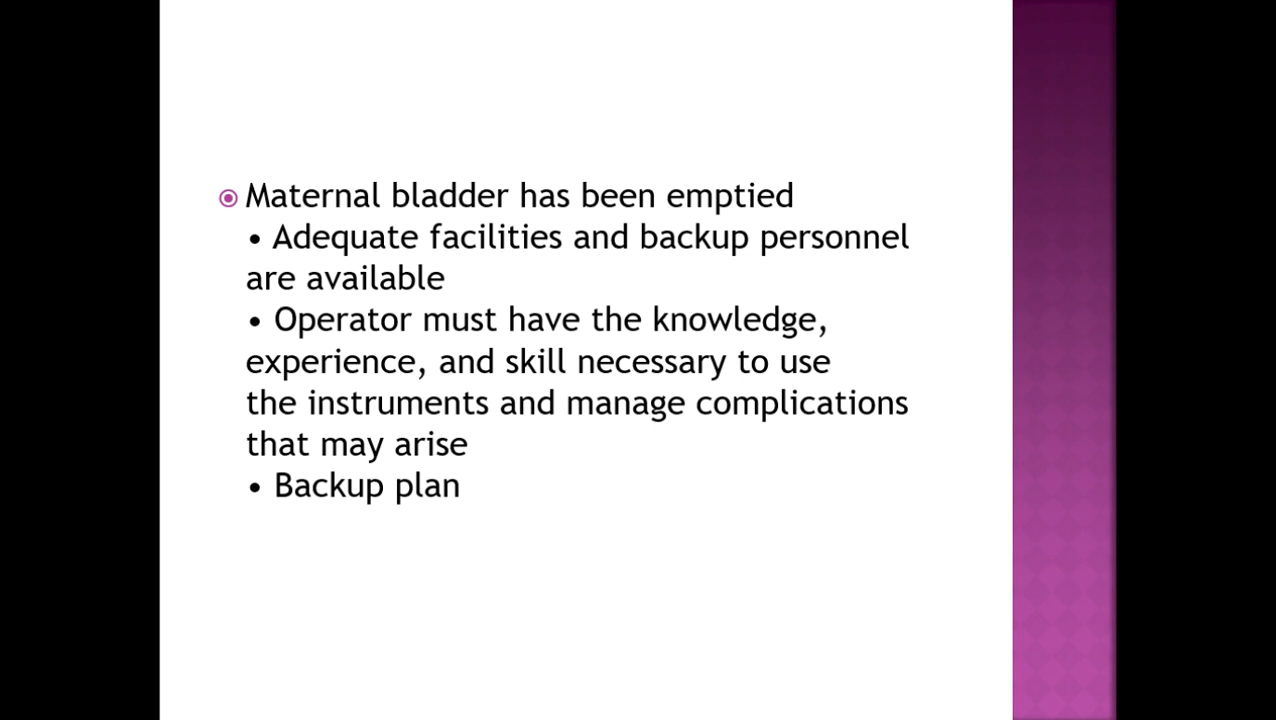 Maternal bladder has been emptied
• Adequate facilities and backup personnel
are available
• Operator must have the knowledge,
experience, and skill necessary to use
the instruments and manage complications
that may arise
• Backup plan